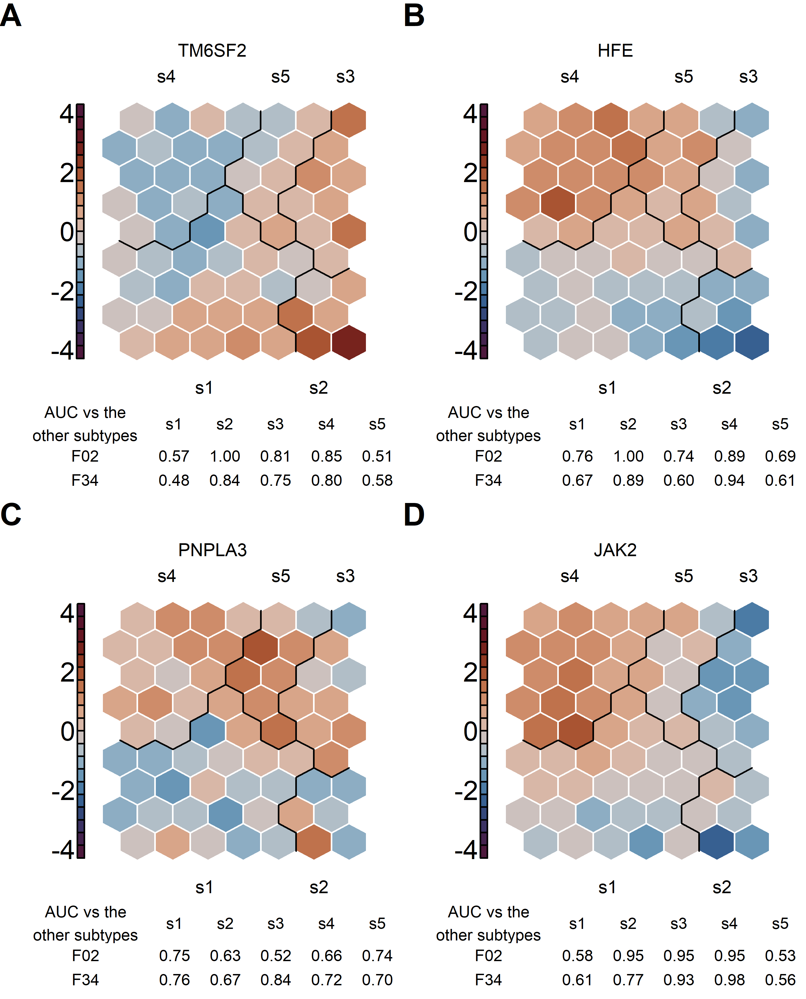 A
TM6SF2
s4 s5 s3
4
2
0
-2
-4
s1 s2
AUC vs the
other subtypes s1 s2 s3 s4 s5
F02 0.57 1.00 0.81 0.85 0.51
F34 0.48 0.84 0.75 0.80 0.58
B
HFE
s4 s5 s3
4
2
0
-2
-4
s1 s2
AUC vs the
other subtypes s1 s2 s3 s4 s5
F02 0.76 1.00 0.74 0.89 0.69
F34 0.67 0.89 0.60 0.94 0.61
C
PNPLA3
s4 s5 s3
4
2
0
-2
-4
s1 s2
AUC vs the
other subtypes s1 s2 s3 s4 s5
F02 0.75 0.63 0.52 0.66 0.74
F34 0.76 0.67 0.84 0.72 0.70
D
JAK2
s4 s5 s3
4
2
0
-2
-4
s1 s2
AUC vs the
other subtypes s1 s2 s3 s4 s5
F02 0.58 0.95 0.95 0.95 0.53
F34 0.61 0.77 0.93 0.98 0.56